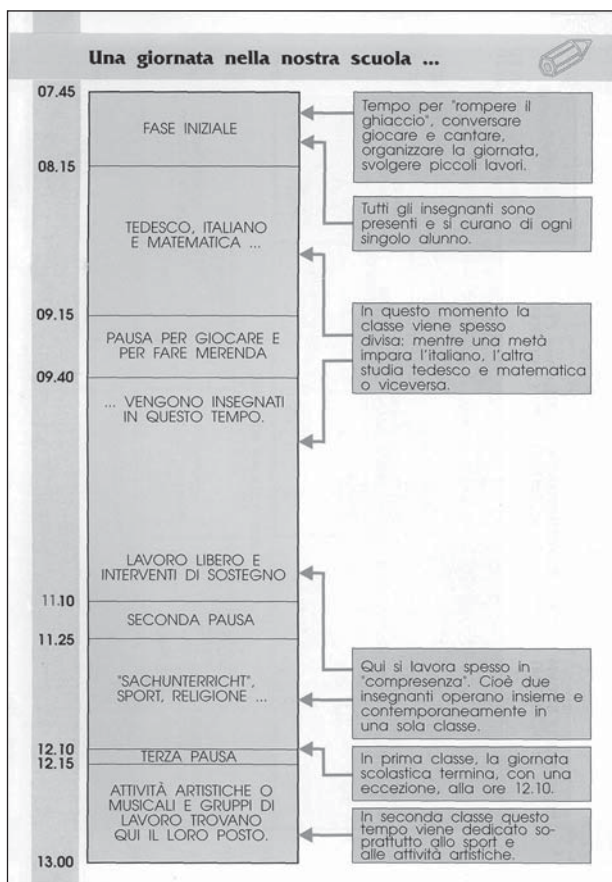 Una giornata nella nostra scuola ...
07.45
FASE INIZIALE
Tempo per "rompere il
ghiaccio", conversare
giocare e cantare,
organizzare la giornata,
svolgere piccoli lavori.
08.15
Tutti gli insegnanti sono
presenti e si curano di ogni
singolo alunno.
TEDESCO, ITALIANO
E MATEMATICA ...
09.15
In questo momento la
classe viene spesso
divisa: mentre una metà
impara l'italiano, l'altra
studia tedesco e matematica
o viceversa.
PAUSA PER GIOCARE E
PER FARE MERENDA
09.40
... VENGONO INSEGNATI
IN QUESTO TEMPO.
LAVORO LIBERO E
INTERVENTI DI SOSTEGNO
11.10
SECONDA PAUSA
11.25
"SACHUNTERRICHT",
SPORT, RELIGIONE ...
Qui si lavora spesso in
"compresenza". Cioè due
insegnanti operano insieme e
contemporaneamente in
una sola classe.
12.10
TERZA PAUSA
12.15
In prima classe, la giornata
scolastica termina, con una
eccezione, alla ore 12.10.
ATTIVITÀ ARTISTICHE O
MUSICALI E GRUPPI DI
LAVORO TROVANO
QUI IL LORO POSTO.
In seconda classe questo
tempo viene dedicato so-
prattutto allo sport e
alle attività artistiche.
13.00